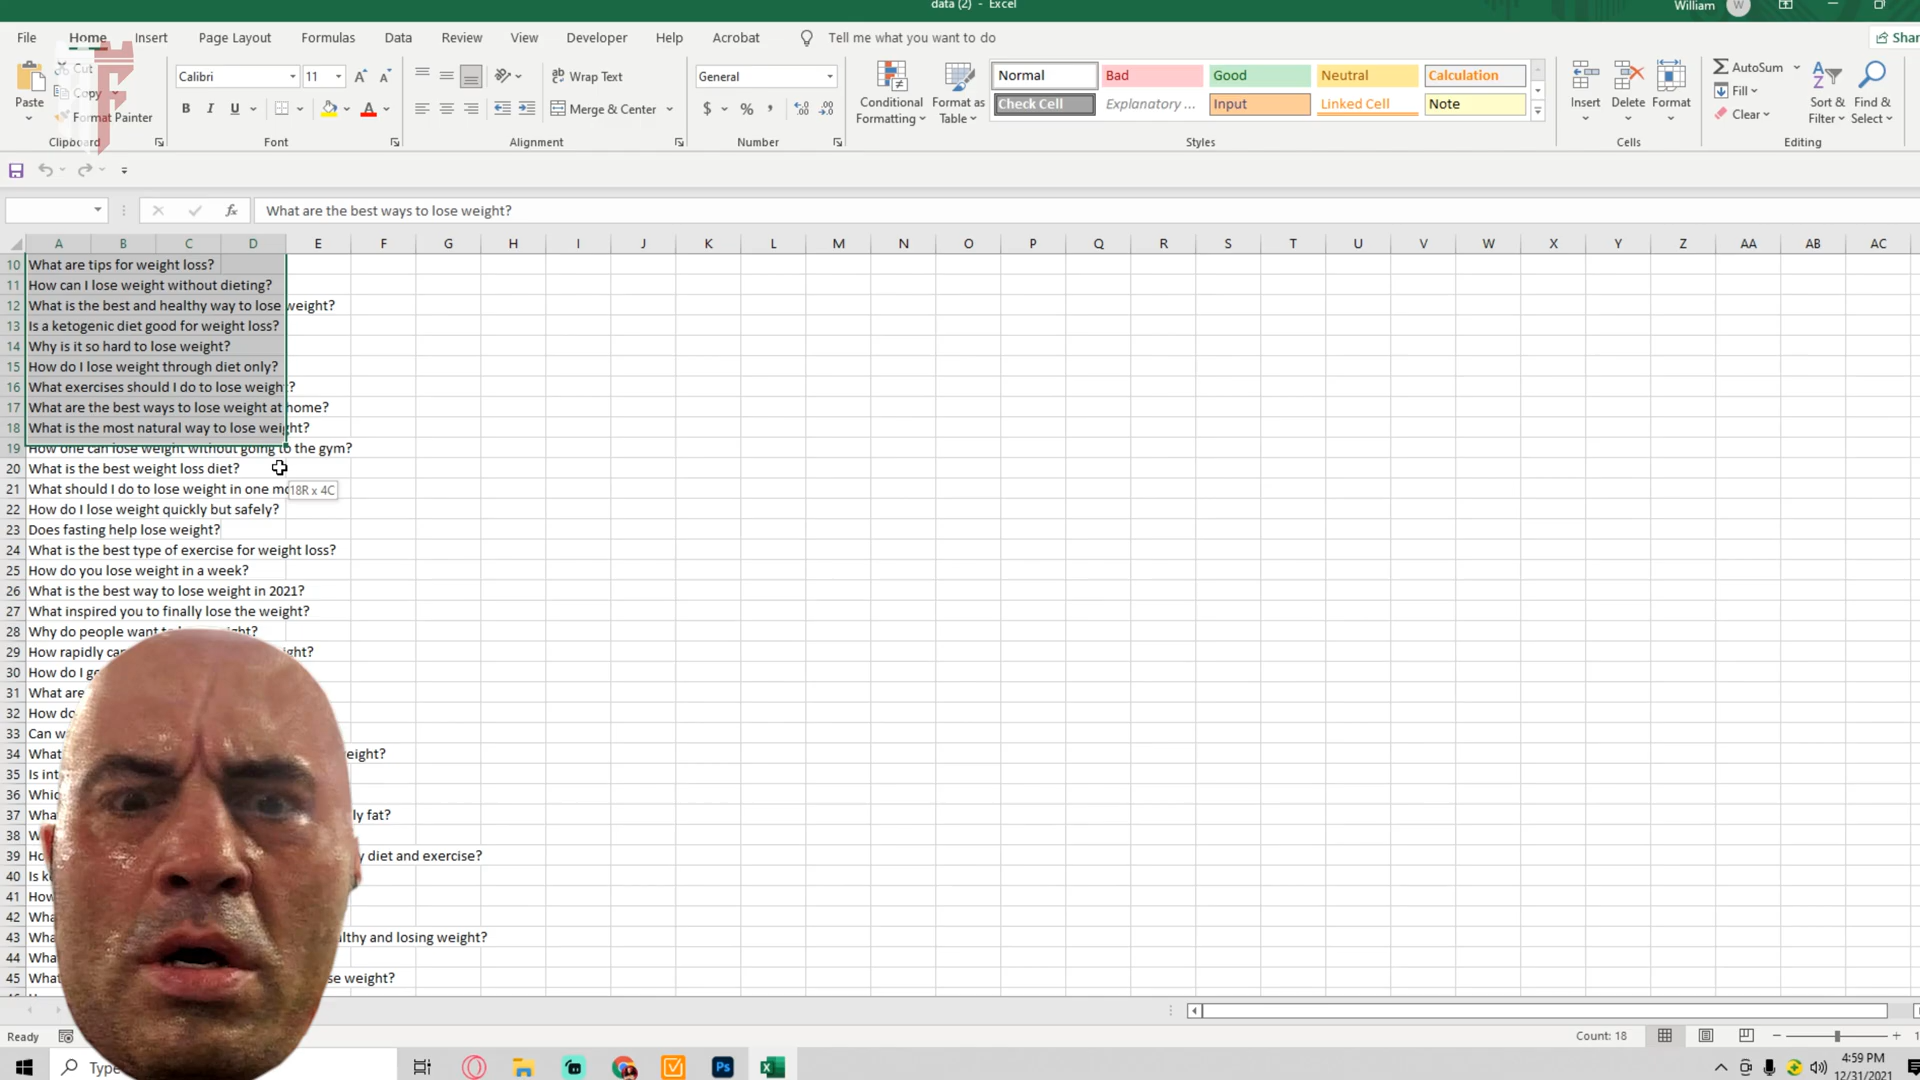 data (2) - Excel
William
W
File
Home
Insert
Page Layout
Formulas
Data
Review
View
Developer
Help
Acrobat
Tell me what you want to do
Shar
Paste
Cut
Copy
Format Painter
Clipboard
Calibri
11
B I U
Font
Wrap Text
Merge & Center
Alignment
General
$ % ,
Number
Conditional Formatting
Format as Table
Normal
Bad
Good
Neutral
Calculation
Check Cell
Explanatory ...
Input
Linked Cell
Note
Styles
Insert
Delete
Format
Cells
AutoSum
Fill
Clear
Sort & Filter
Find & Select
Editing
fx
What are the best ways to lose weight?
A B C D E F G H I J K L M N O P Q R S T U V W X Y Z AA AB AC
10 What are tips for weight loss?
11 How can I lose weight without dieting?
12 What is the best and healthy way to lose weight?
13 Is a ketogenic diet good for weight loss?
14 Why is it so hard to lose weight?
15 How do I lose weight through diet only?
16 What exercises should I do to lose weight?
17 What are the best ways to lose weight at home?
18 What is the most natural way to lose weight?
19 How one can lose weight without going to the gym?
20 What is the best weight loss diet?
21 What should I do to lose weight in one mo
18R x 4C
22 How do I lose weight quickly but safely?
23 Does fasting help lose weight?
24 What is the best type of exercise for weight loss?
25 How do you lose weight in a week?
26 What is the best way to lose weight in 2021?
27 What inspired you to finally lose the weight?
28 Why do people want ght?
29 How rapidly ca ght?
30 How do I g
31 What are
32 How do
33 Can w
34 What eight?
35 Is int
36 Whic
37 Wha ly fat?
38 W
39 Ho y diet and exercise?
40 Is k
41 How
42 Wha
43 Wha lthy and losing weight?
44 Wha
45 What se weight?
Ready
Count: 18
Type
4:59 PM
12/31/2021